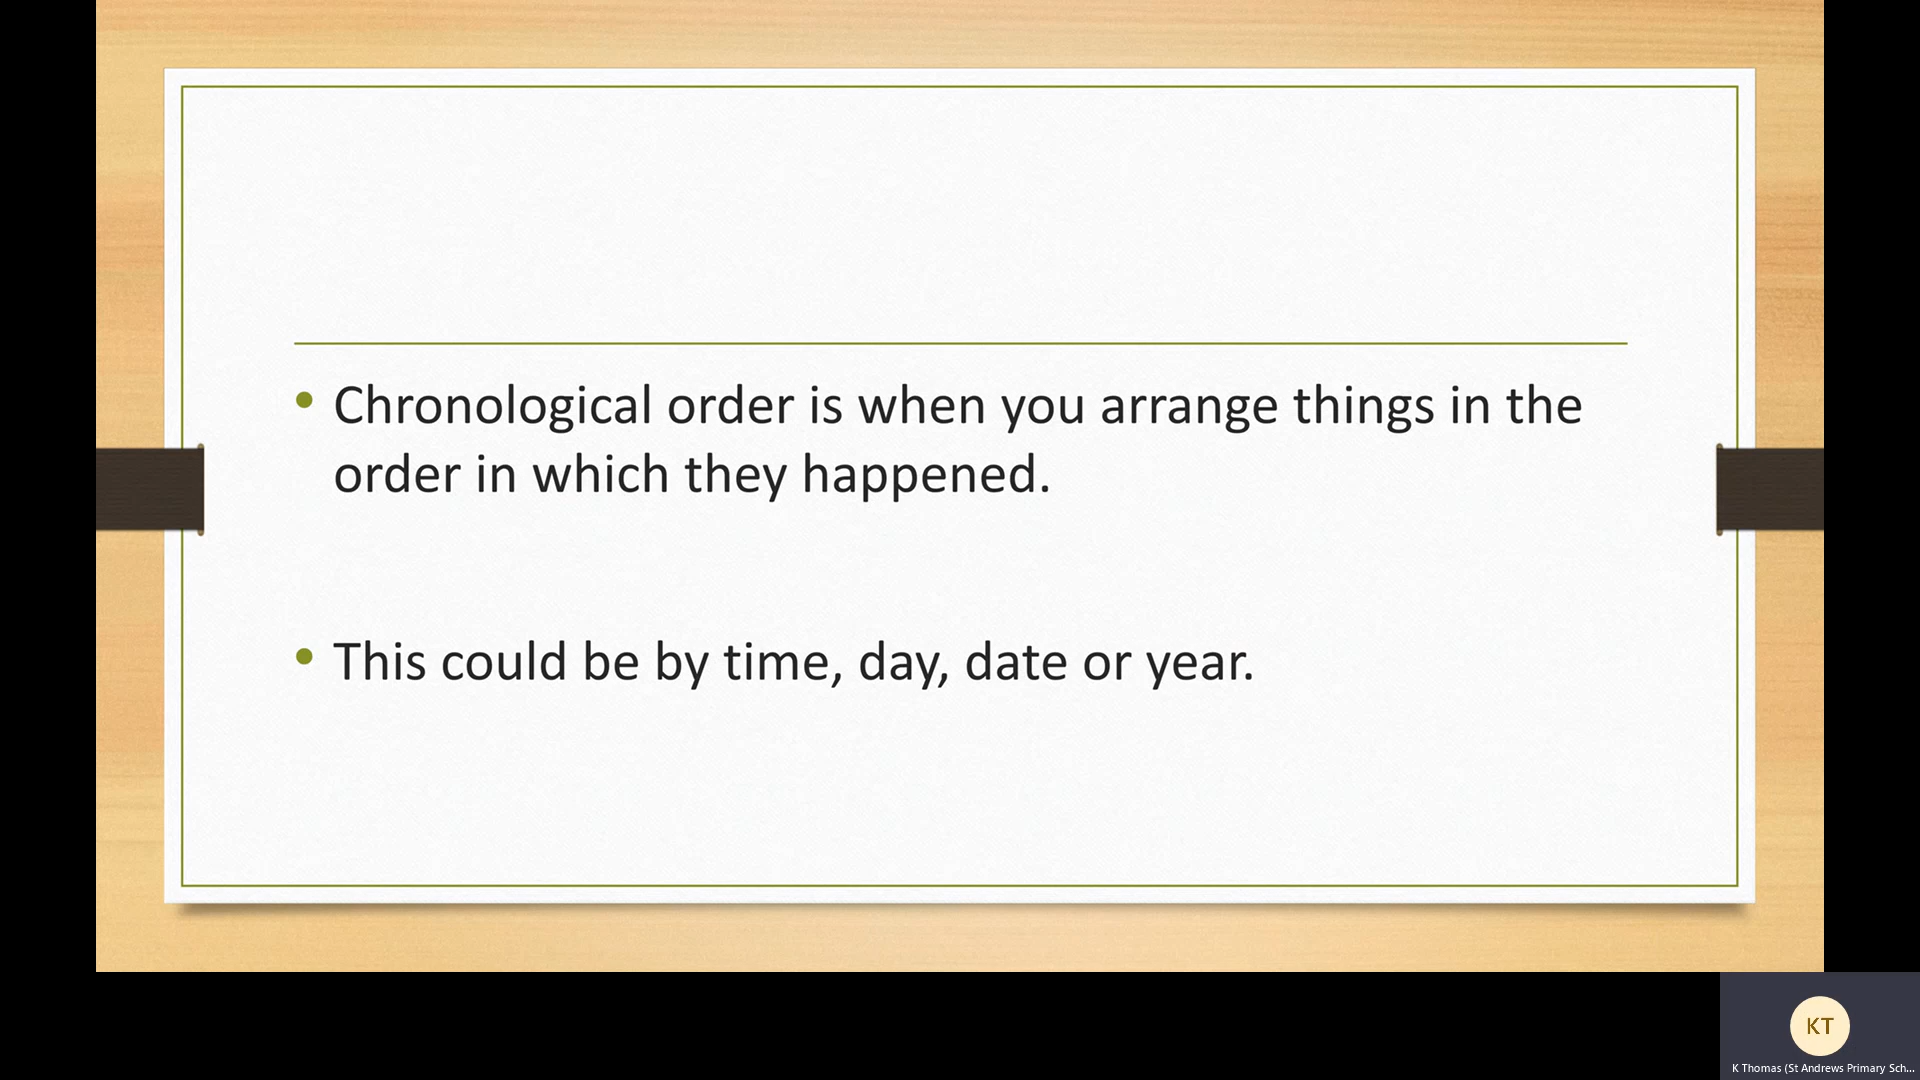 • Chronological order is when you arrange things in the
order in which they happened.
• This could be by time, day, date or year.
KT
K Thomas (St Andrews Primary Sch...